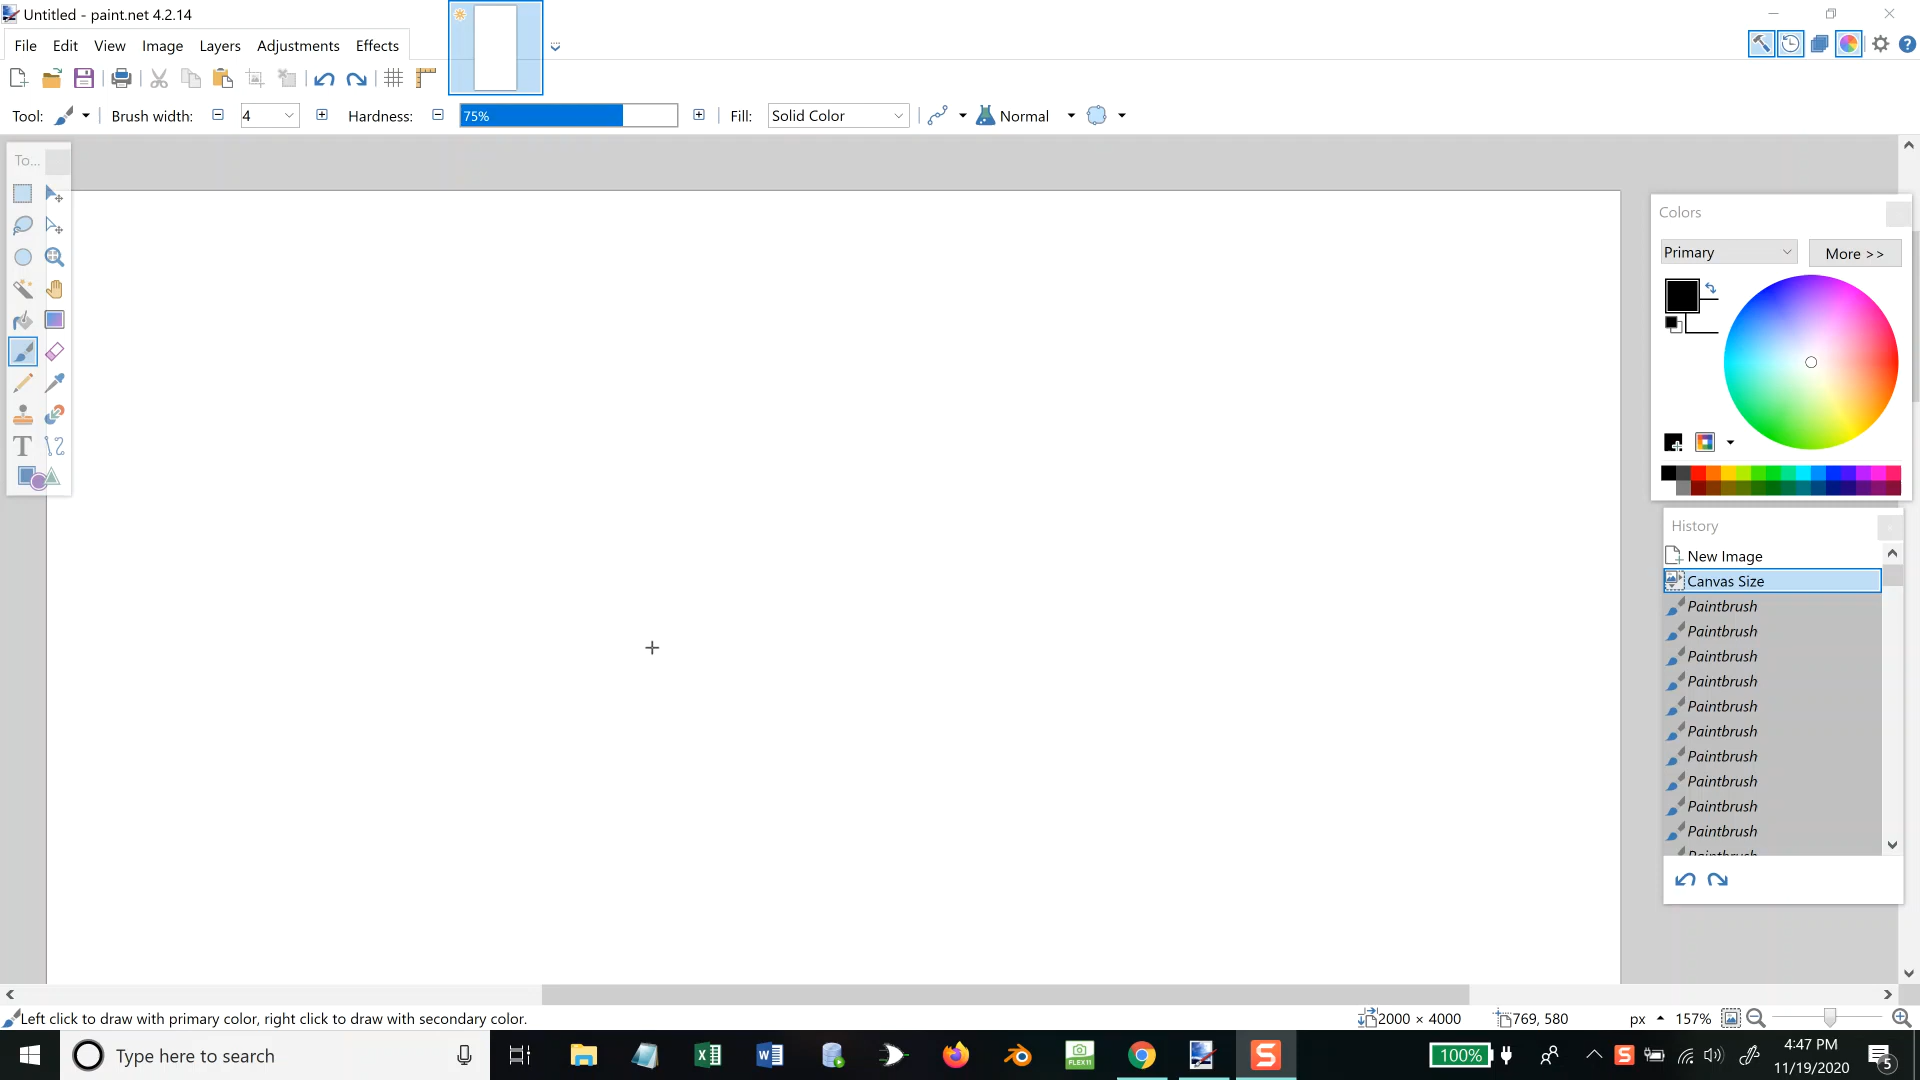 Untitled - paint.net 4.2.14
File Edit View Image Layers Adjustments Effects
Tool: Brush width: 4 Hardness: 75% Fill: Solid Color Normal
To...
T
Colors
Primary More >>
History
New Image
Canvas Size
Paintbrush
Paintbrush
Paintbrush
Paintbrush
Paintbrush
Paintbrush
Paintbrush
Paintbrush
Paintbrush
Paintbrush
Paintbrush
Left click to draw with primary color, right click to draw with secondary color. 2000 × 4000 769, 580 px 157%
Type here to search 100% 4:47 PM
11/19/2020 5
FLEX11